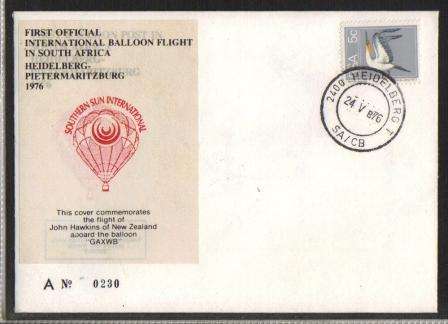 FIRST OFFICIAL
INTERNATIONAL BALLOON FLIGHT
IN SOUTH AFRICA
HEIDELBERG-
PIETERMARITZBURG
1976
SOUTHERN SUN INTERNATIONAL
This cover commemorates
the flight of
John Hawkins of New Zealand
aboard the balloon
"GAXWB"
A Nº 0230
RSA 5c
2400 HEIDELBERG T
24 V 1976
SA/CB